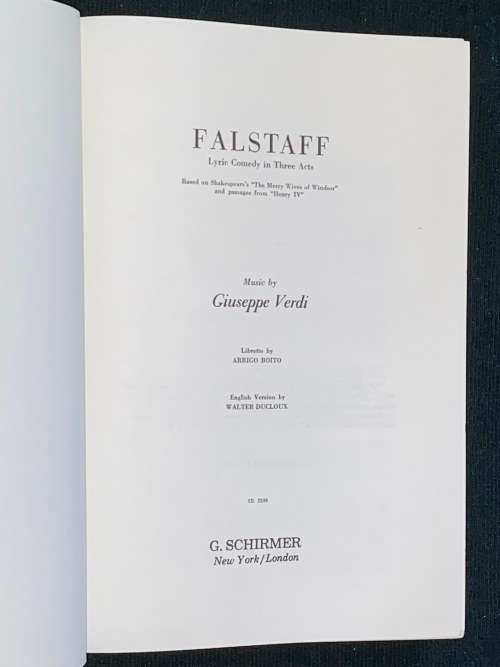 FALSTAFF
Lyric Comedy in Three Acts
Based on Shakespeare's "The Merry Wives of Windsor"
and passages from "Henry IV"
Music by
Giuseppe Verdi
Libretto by
ARRIGO BOITO
English Version by
WALTER DUCLOUX
G. SCHIRMER
New York/London